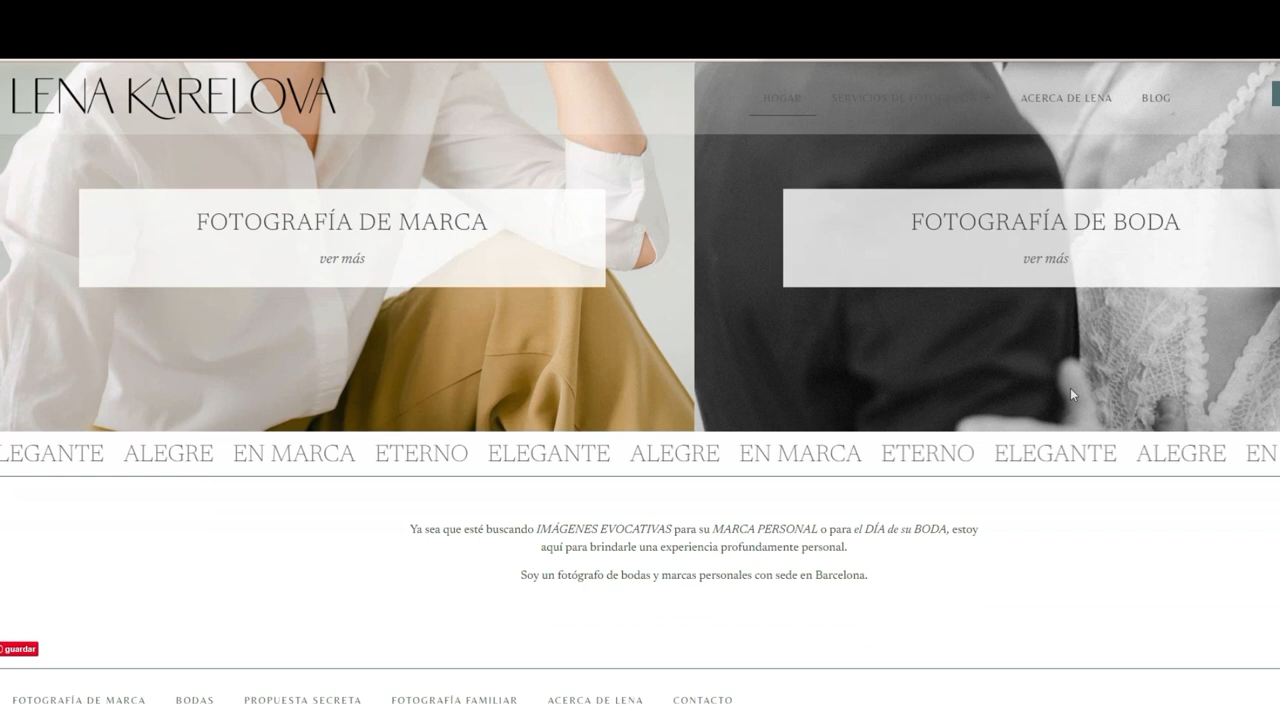 LENA KARELOVA
HOGAR SERVICIOS DE ACERCA DE LENA BLOG
FOTOGRAFÍA DE MARCA
ver más
FOTOGRAFÍA DE BODA
ver más
LEGANTE ALEGRE EN MARCA ETERNO ELEGANTE ALEGRE EN MARCA ETERNO ELEGANTE ALEGRE EN
Ya sea que esté buscando IMÁGENES EVOCATIVAS para su MARCA PERSONAL o para el DÍA de su BODA, estoy
aquí para brindarle una experiencia profundamente personal.
Soy un fotógrafo de bodas y marcas personales con sede en Barcelona.
guardar
FOTOGRAFÍA DE MARCA BODAS PROPUESTA SECRETA FOTOGRAFÍA FAMILIAR ACERCA DE LENA CONTACTO